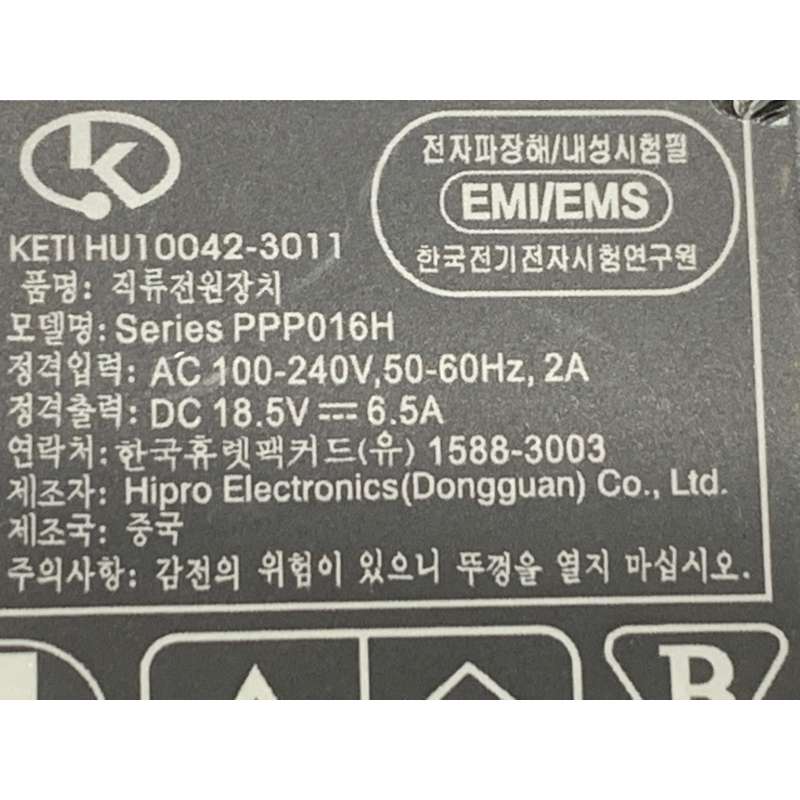 전자파장해/내성시험필
EMI/EMS
한국전기전자시험연구원
KETI HU10042-3011
품명: 직류전원장치
모델명: Series PPP016H
정격입력: AC 100-240V,50-60Hz, 2A
정격출력: DC 18.5V ⎓ 6.5A
연락처: 한국휴렛팩커드(유) 1588-3003
제조자: Hipro Electronics(Dongguan) Co., Ltd.
제조국: 중국
주의사항: 감전의 위험이 있으니 뚜껑을 열지 마십시오.
B